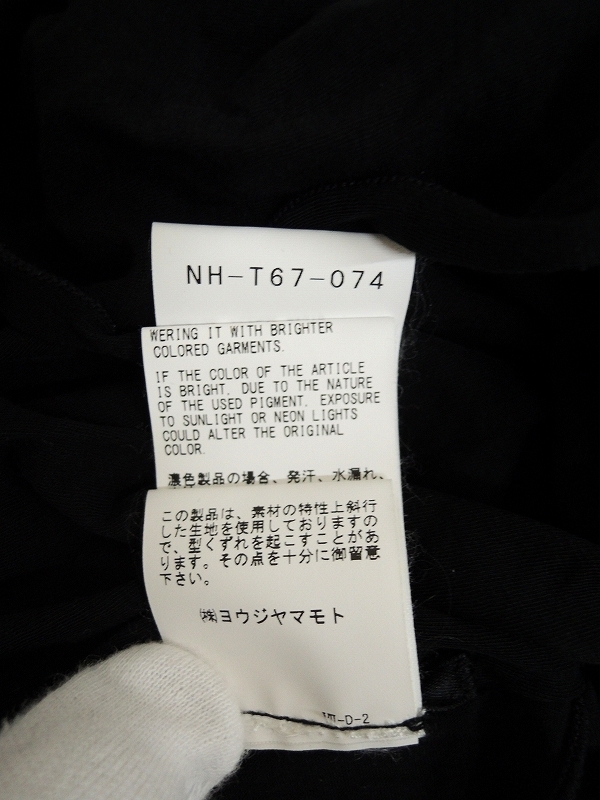 NH-T67-074
WERING IT WITH BRIGHTER
COLORED GARMENTS.
IF THE COLOR OF THE ARTICLE
IS BRIGHT, DUE TO THE NATURE
OF THE USED PIGMENT. EXPOSURE
TO SUNLIGHT OR NEON LIGHTS
COULD ALTER THE ORIGINAL
COLOR.
濃色製品の場合、発汗、水漏れ、
この製品は、素材の特性上斜行
した生地を使用しておりますの
で、型くずれを起こすことがあ
ります。その点を十分に御留意
下さい。
㈱ヨウジヤマモト
-D-2